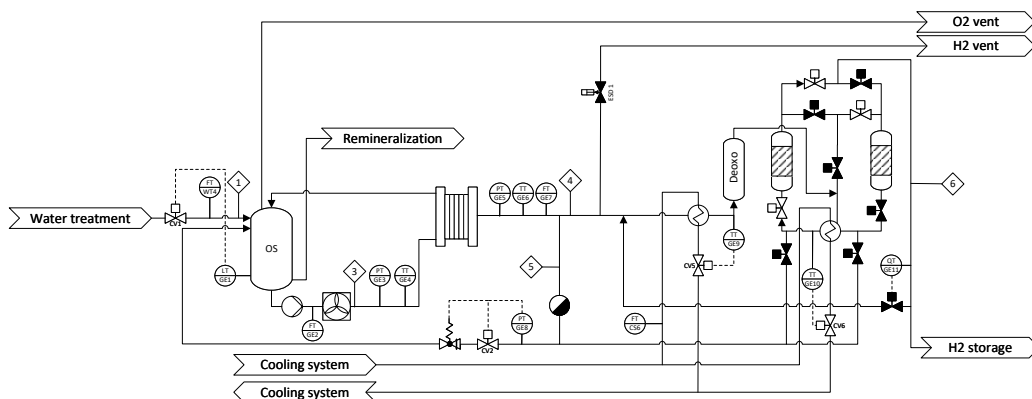 O2 vent
H2 vent
ESD 1
Remineralization
Deoxo
FT
WT4
1
PT
GE5
TT
GE6
FT
GE7
4
6
Water treatment
CV1
OS
TT
GE9
LT
GE1
3
PT
GE3
TT
GE4
5
CV5
QT
GE11
TT
GE10
FT
GE2
PT
GE8
FT
CS6
CV6
CV2
H2 storage
Cooling system
Cooling system